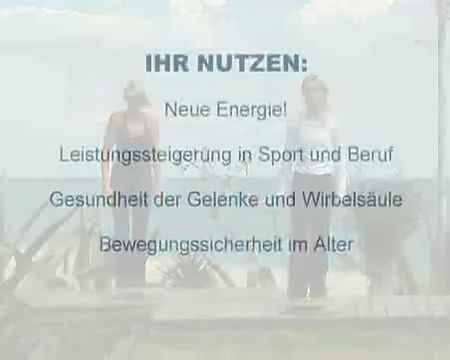 IHR NUTZEN:
Neue Energie!
Leistungssteigerung in Sport und Beruf
Gesundheit der Gelenke und Wirbelsäule
Bewegungssicherheit im Alter